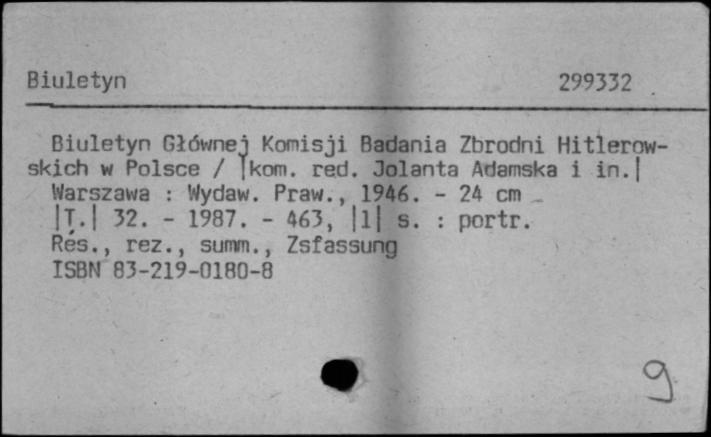 Biuletyn 299332
Biuletyn Głównej Komisji Badania Zbrodni Hitlerow-
skich w Polsce / |kom. red. Jolanta Adamska i in.|
Warszawa : Wydaw. Praw., 1946. - 24 cm
|T.| 32. - 1987. - 463, |1| s. : portr.
Rés., rez., summ., Zsfassung
ISBN 83-219-0180-8
9